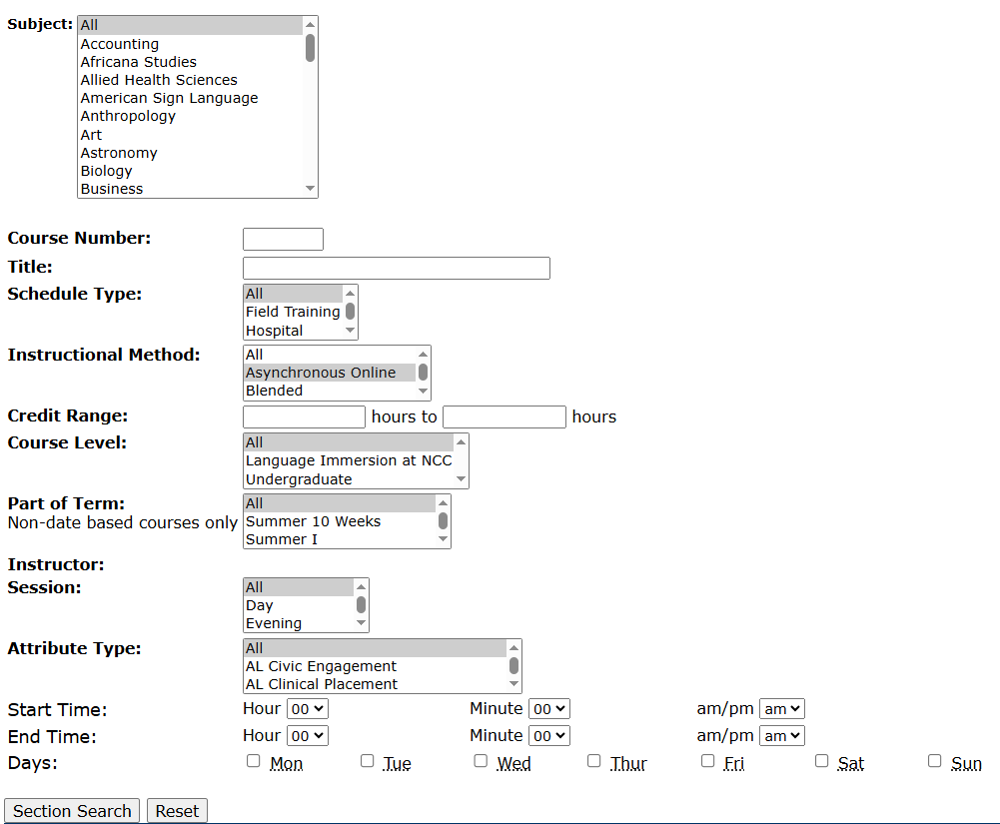 Subject: All
Accounting
Africana Studies
Allied Health Sciences
American Sign Language
Anthropology
Art
Astronomy
Biology
Business
Course Number:
Title:
Schedule Type: All
Field Training
Hospital
Instructional Method: All
Asynchronous Online
Blended
Credit Range: hours to hours
Course Level: All
Language Immersion at NCC
Undergraduate
Part of Term: All
Non-date based courses only Summer 10 Weeks
Summer I
Instructor:
Session: All
Day
Evening
Attribute Type: All
AL Civic Engagement
AL Clinical Placement
Start Time: Hour 00 Minute 00 am/pm am
End Time: Hour 00 Minute 00 am/pm am
Days: Mon Tue Wed Thur Fri Sat Sun
Section Search Reset